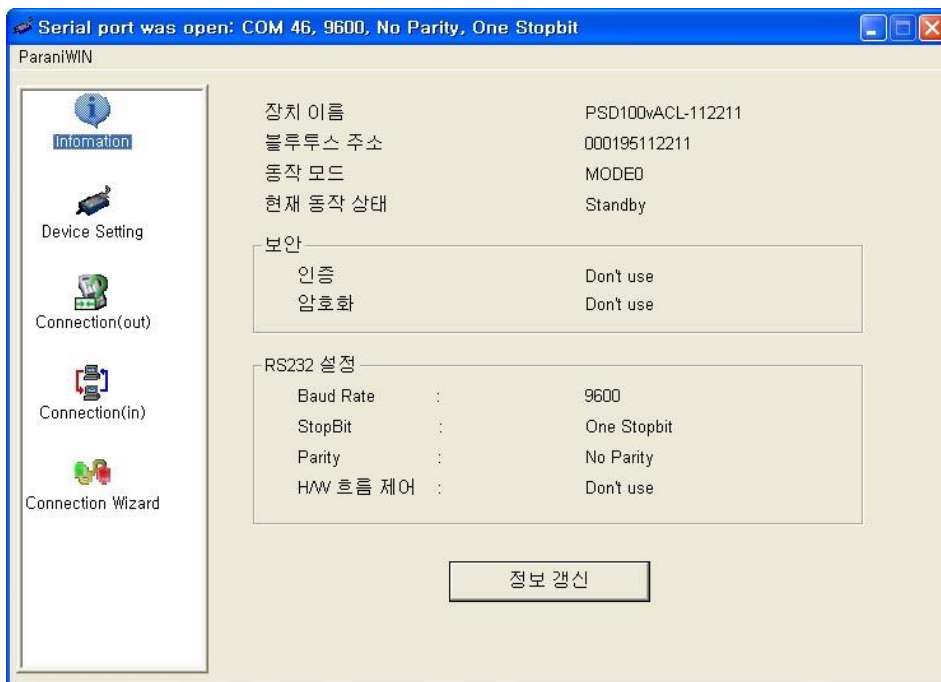 Serial port was open: COM 46, 9600, No Parity, One Stopbit
ParaniWIN
Infomation
Device Setting
Connection(out)
Connection(in)
Connection Wizard
장치 이름 PSD100vACL-112211
블루투스 주소 000195112211
동작 모드 MODE0
현재 동작 상태 Standby
보안
인증 Don't use
암호화 Don't use
RS232 설정
Baud Rate : 9600
StopBit : One Stopbit
Parity : No Parity
H/W 흐름 제어 : Don't use
정보 갱신